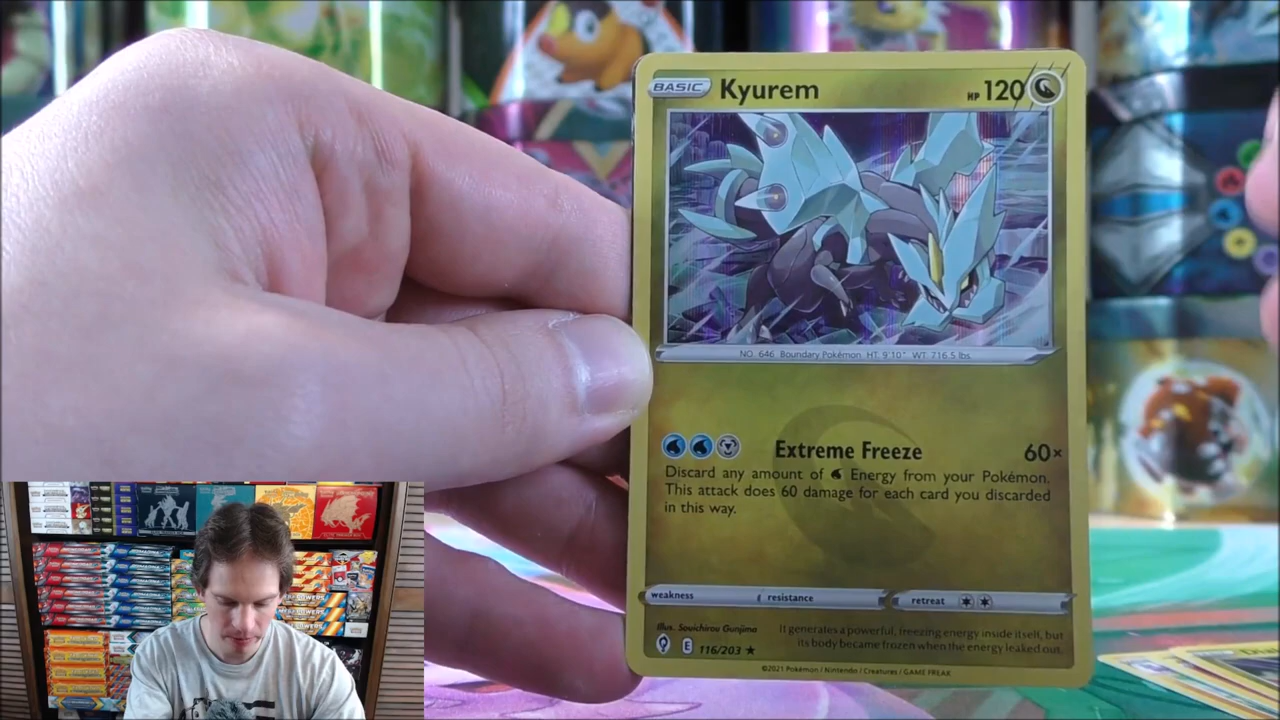 BASIC Kyurem HP 120
NO. 646 Boundary Pokémon HT: 9'10" WT: 716.5 lbs.
Extreme Freeze 60×
Discard any amount of Energy from your Pokémon.
This attack does 60 damage for each card you discarded
in this way.
weakness resistance retreat
Illus. Souichirou Gunjima
It generates a powerful, freezing energy inside itself, but
its body became frozen when the energy leaked out.
E 116/203 ★
©2021 Pokémon / Nintendo / Creatures / GAME FREAK